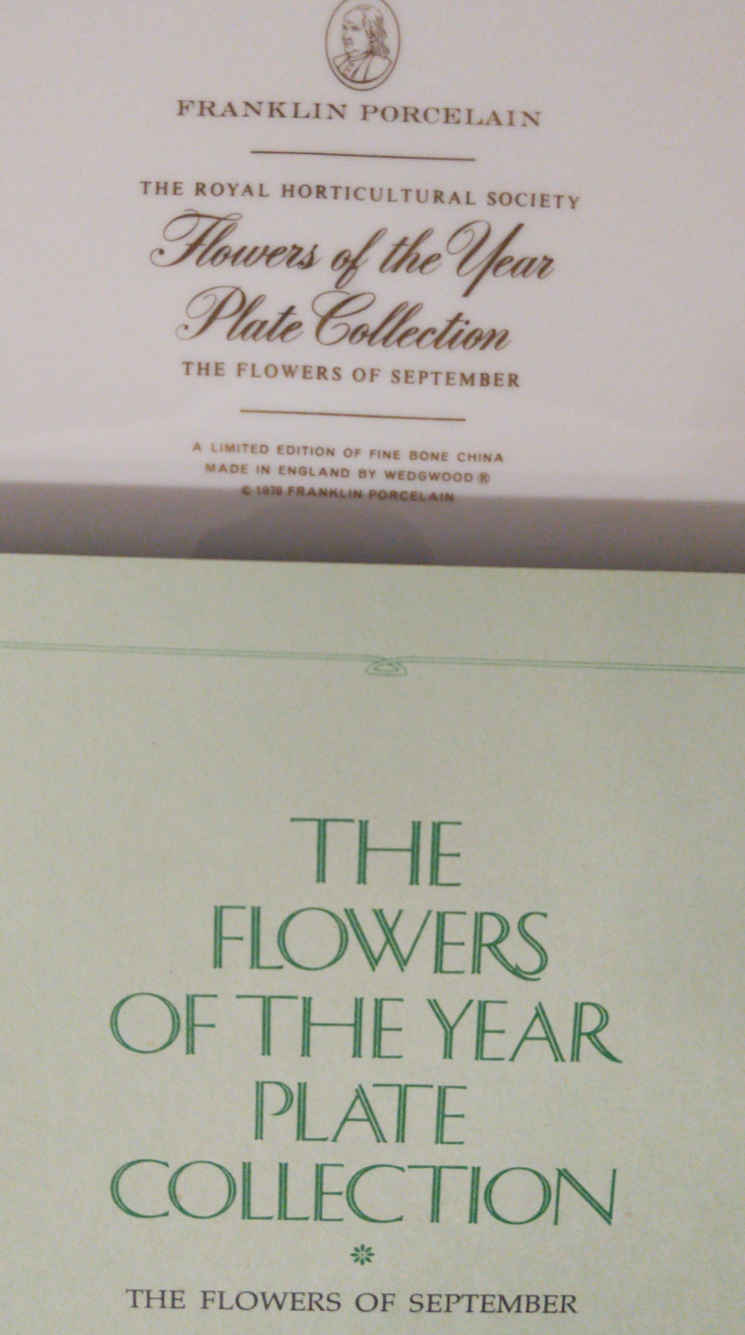 FRANKLIN PORCELAIN
THE ROYAL HORTICULTURAL SOCIETY
Flowers of the Year
Plate Collection
THE FLOWERS OF SEPTEMBER
A LIMITED EDITION OF FINE BONE CHINA
MADE IN ENGLAND BY WEDGWOOD ®
© 1978 FRANKLIN PORCELAIN
THE
FLOWERS
OF THE YEAR
PLATE
COLLECTION
THE FLOWERS OF SEPTEMBER